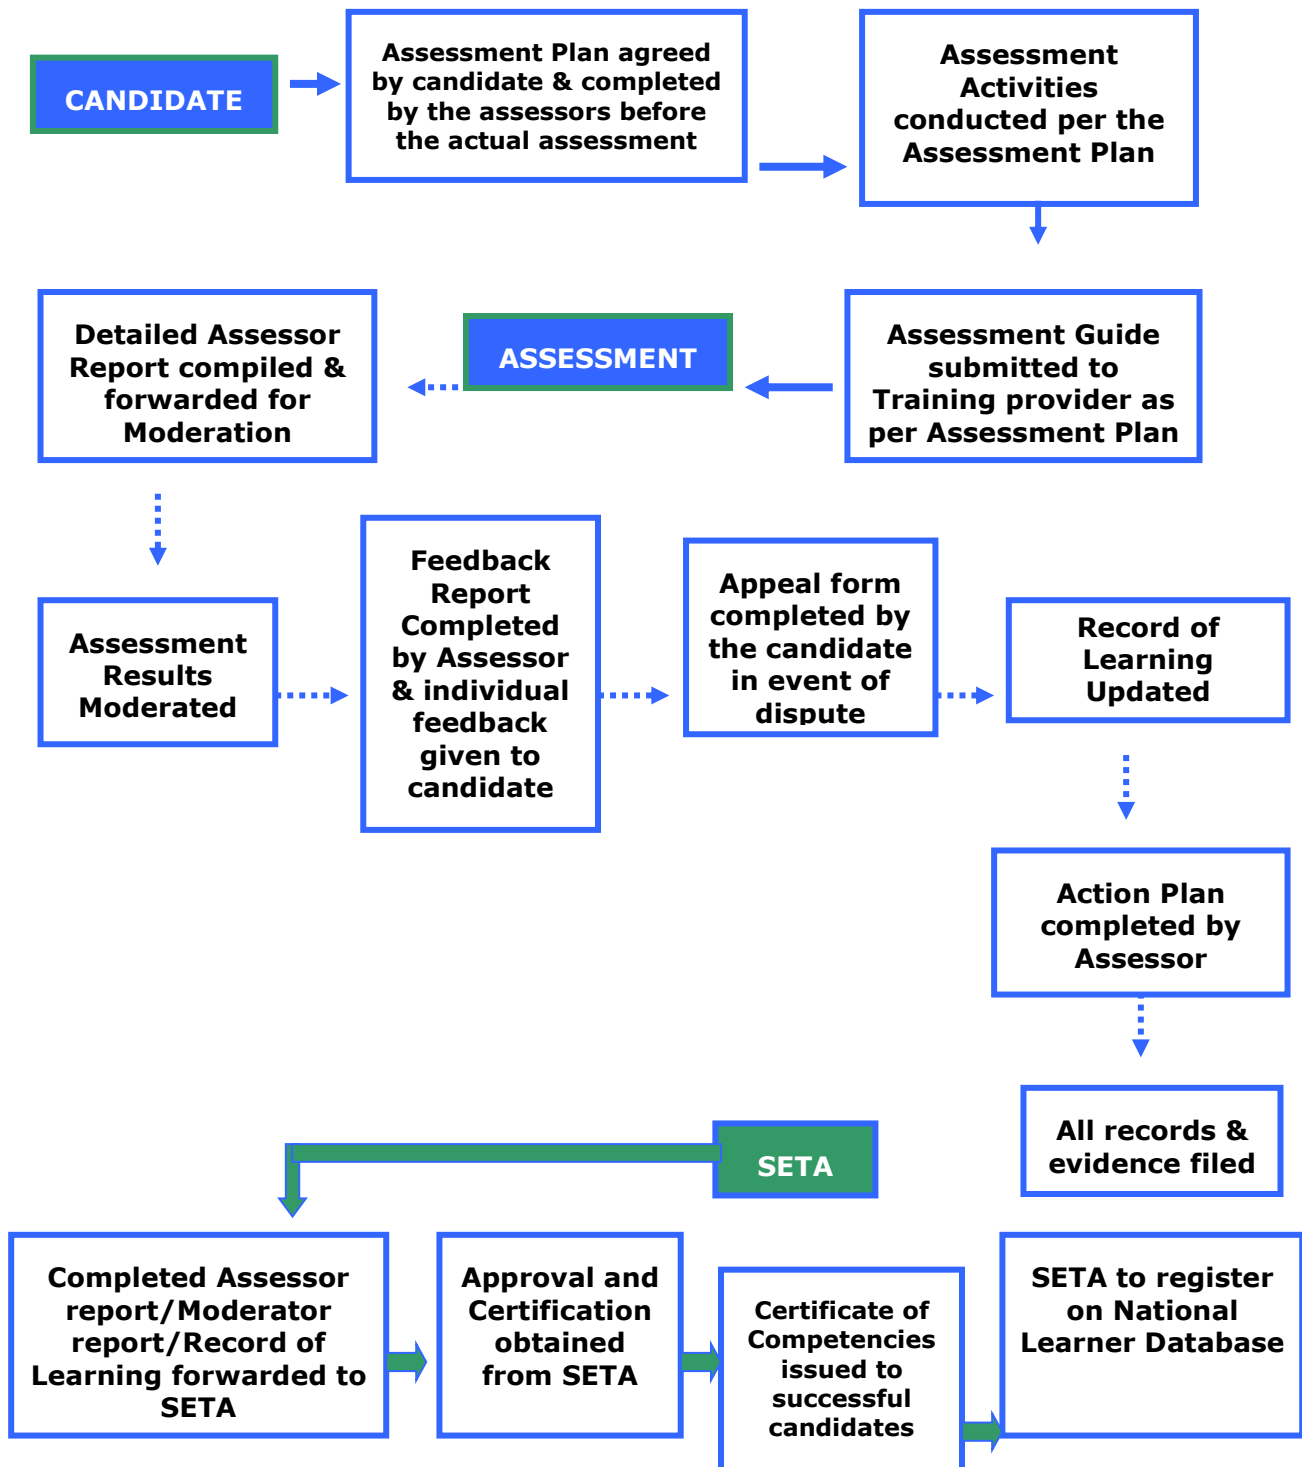 CANDIDATE
Assessment Plan agreed
by candidate & completed
by the assessors before
the actual assessment
Assessment
Activities
conducted per the
Assessment Plan
Detailed Assessor
Report compiled &
forwarded for
Moderation
ASSESSMENT
Assessment Guide
submitted to
Training provider as
per Assessment Plan
Assessment
Results
Moderated
Feedback
Report
Completed
by Assessor
& individual
feedback
given to
candidate
Appeal form
completed by
the candidate
in event of
dispute
Record of
Learning
Updated
Action Plan
completed by
Assessor
All records &
evidence filed
SETA
Completed Assessor
report/Moderator
report/Record of
Learning forwarded to
SETA
Approval and
Certification
obtained
from SETA
Certificate of
Competencies
issued to
successful
candidates
SETA to register
on National
Learner Database